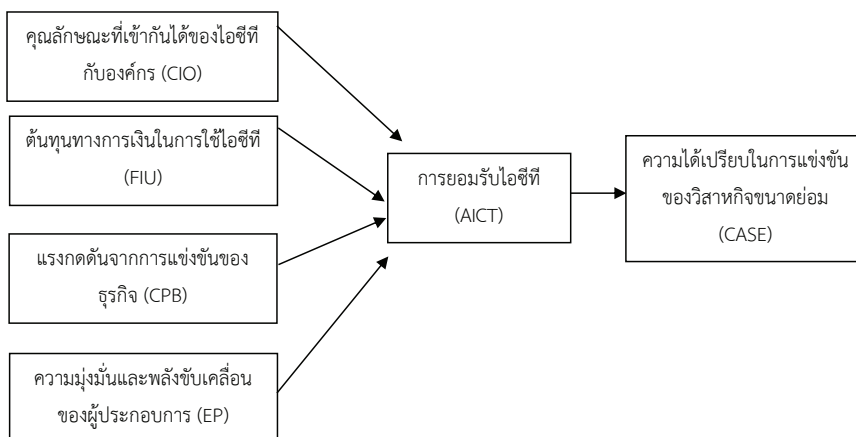 คุณลักษณะที่เข้ากันได้ของไอซีที
กับองค์กร (CIO)
ต้นทุนทางการเงินในการใช้ไอซีที
(FIU)
แรงกดดันจากการแข่งขันของ
ธุรกิจ (CPB)
ความมุ่งมั่นและพลังขับเคลื่อน
ของผู้ประกอบการ (EP)
การยอมรับไอซีที
(AICT)
ความได้เปรียบในการแข่งขัน
ของวิสาหกิจขนาดย่อม
(CASE)